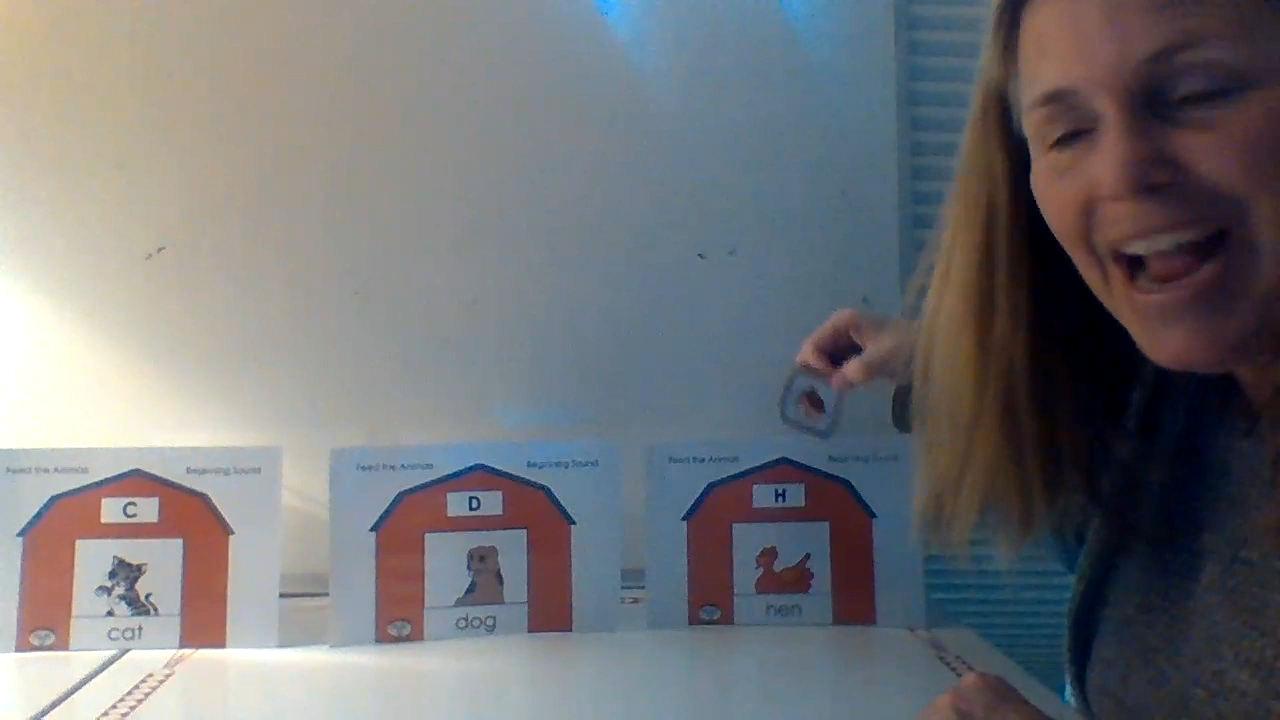 Feed the Animals
Beginning Sound
C
cat
Feed the Animals
Beginning Sound
D
dog
Feed the Animals
Beginning Sound
H
hen